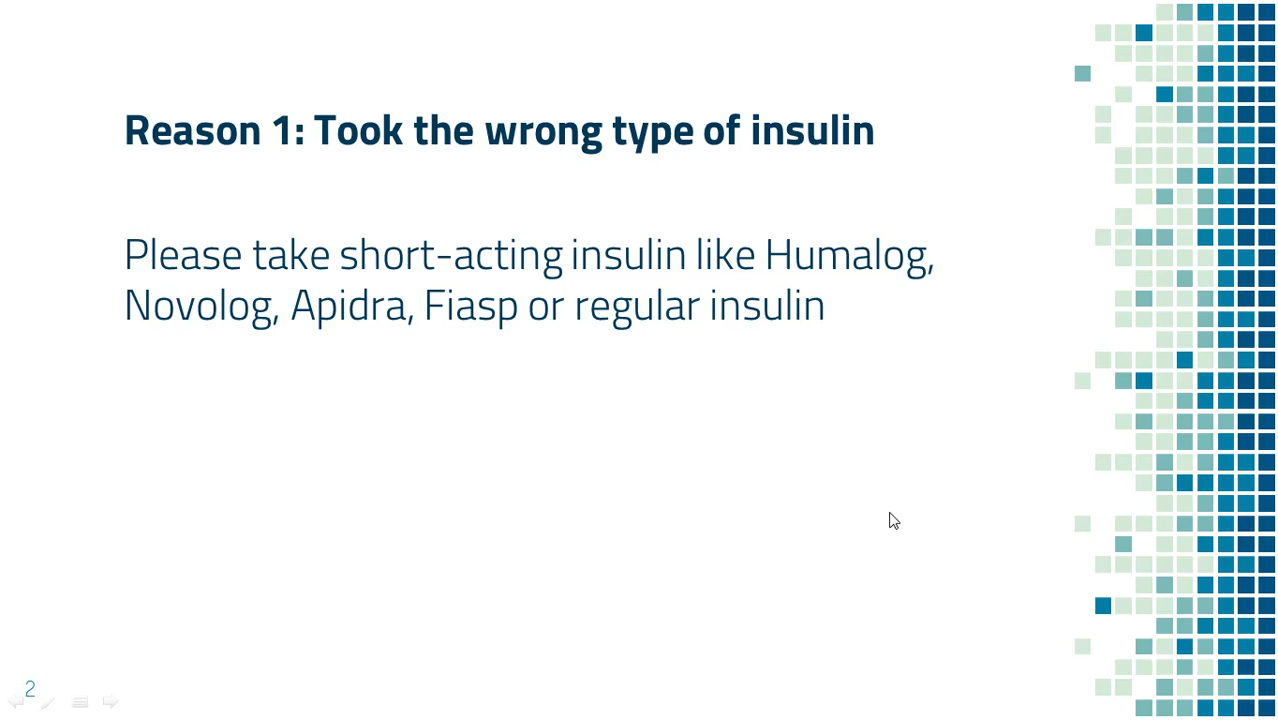 Reason 1: Took the wrong type of insulin
Please take short-acting insulin like Humalog,
Novolog, Apidra, Fiasp or regular insulin
2